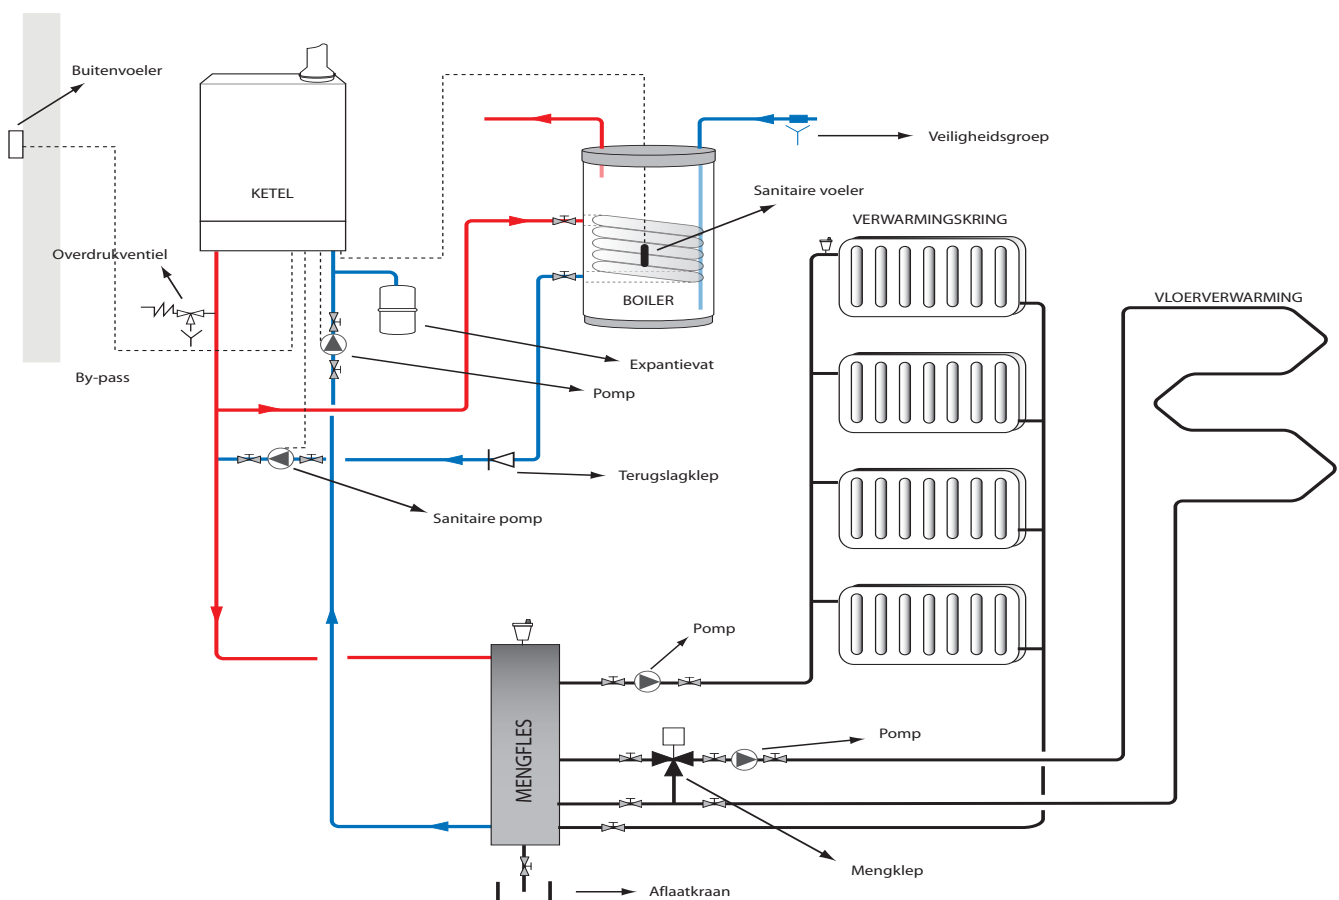 Buitenvoeler
Veiligheidsgroep
KETEL
Sanitaire voeler
VERWARMINGSKRING
Overdrukventiel
BOILER
VLOERVERWARMING
Expantievat
By-pass
Pomp
Terugslagklep
Sanitaire pomp
Pomp
Pomp
MENGFLES
Mengklep
Aflaatkraan